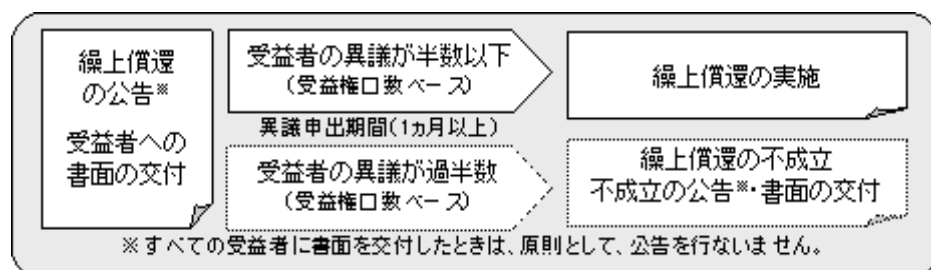 繰上償還
の公告※
受益者への
書面の交付
受益者の異議が半数以下
(受益権口数ベース)
異議申出期間(1ヵ月以上)
受益者の異議が過半数
(受益権口数ベース)
繰上償還の実施
繰上償還の不成立
不成立の公告※・書面の交付
※すべての受益者に書面を交付したときは、原則として、公告を行ないません。